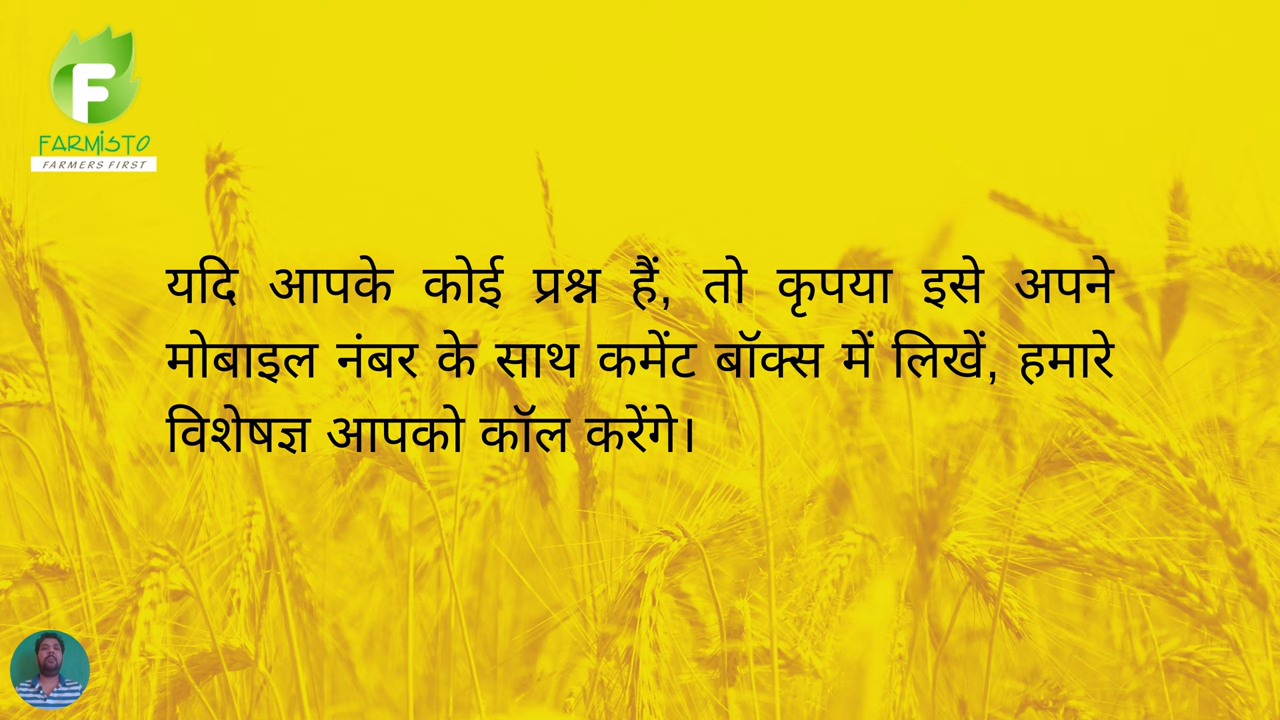 F
FARMiSTO
FARMERS FIRST
यदि आपके कोई प्रश्न हैं, तो कृपया इसे अपने
मोबाइल नंबर के साथ कमेंट बॉक्स में लिखें, हमारे
विशेषज्ञ आपको कॉल करेंगे।